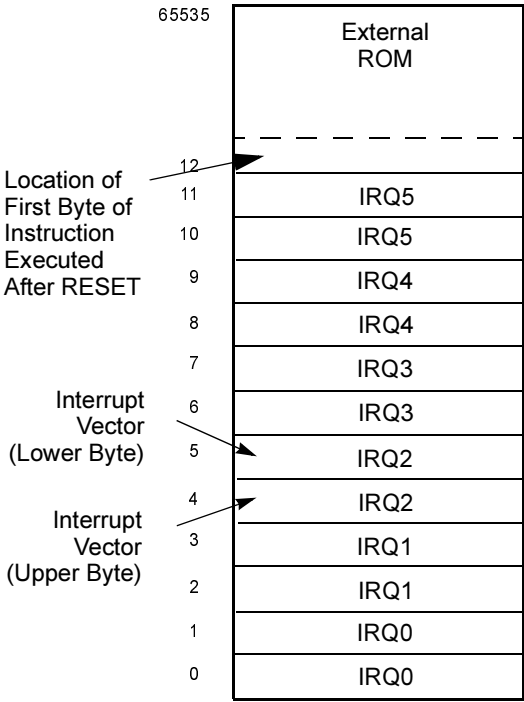 65535
External
ROM
12
Location of
First Byte of
Instruction
Executed
After RESET
11 IRQ5
10 IRQ5
9 IRQ4
8 IRQ4
7 IRQ3
6 IRQ3
Interrupt
Vector
(Lower Byte)
5 IRQ2
4 IRQ2
Interrupt
Vector
(Upper Byte)
3 IRQ1
2 IRQ1
1 IRQ0
0 IRQ0